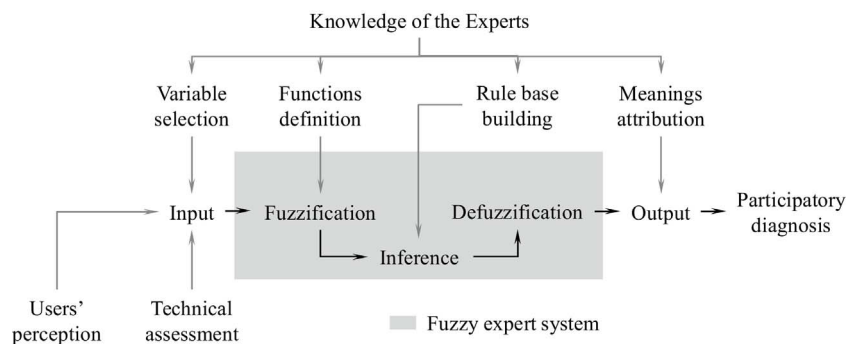 Knowledge of the Experts
Variable
selection
Functions
definition
Rule base
building
Meanings
attribution
Input
Fuzzification
Defuzzification
Output
Participatory
diagnosis
Inference
Users’
perception
Technical
assessment
Fuzzy expert system